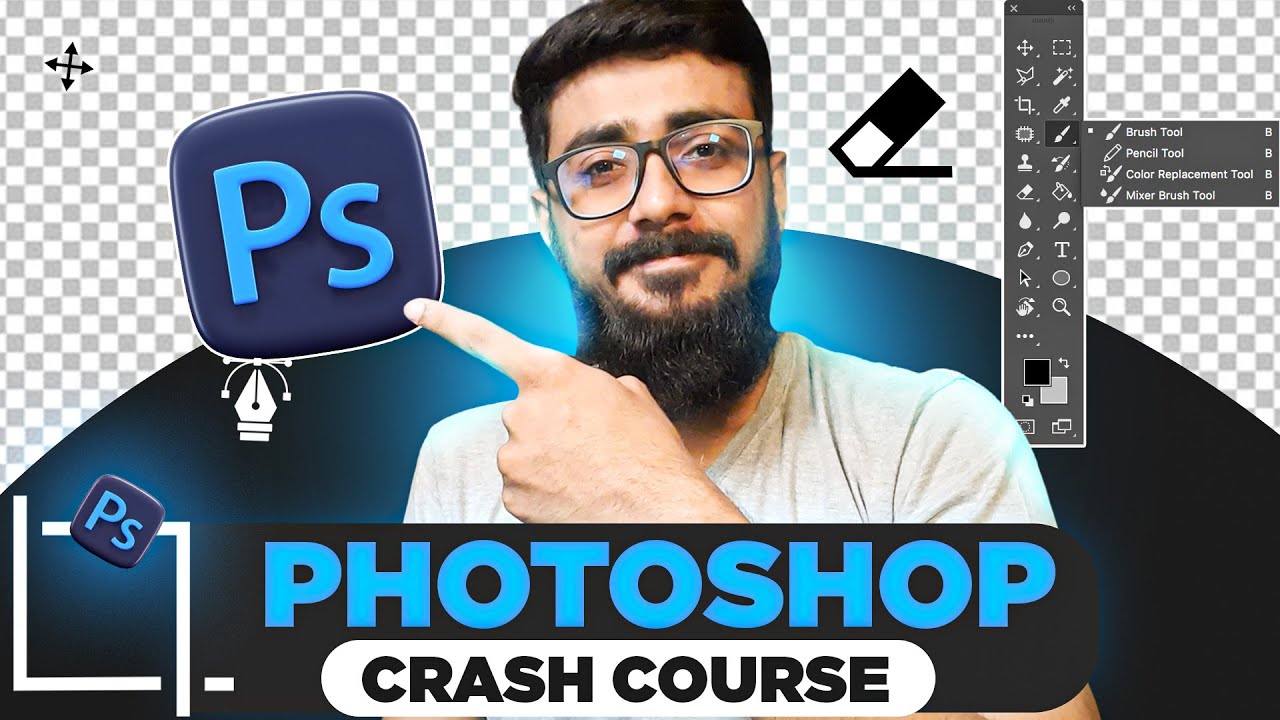 Ps
Brush Tool B
Pencil Tool B
Color Replacement Tool B
Mixer Brush Tool B
T
Ps
PHOTOSHOP
CRASH COURSE